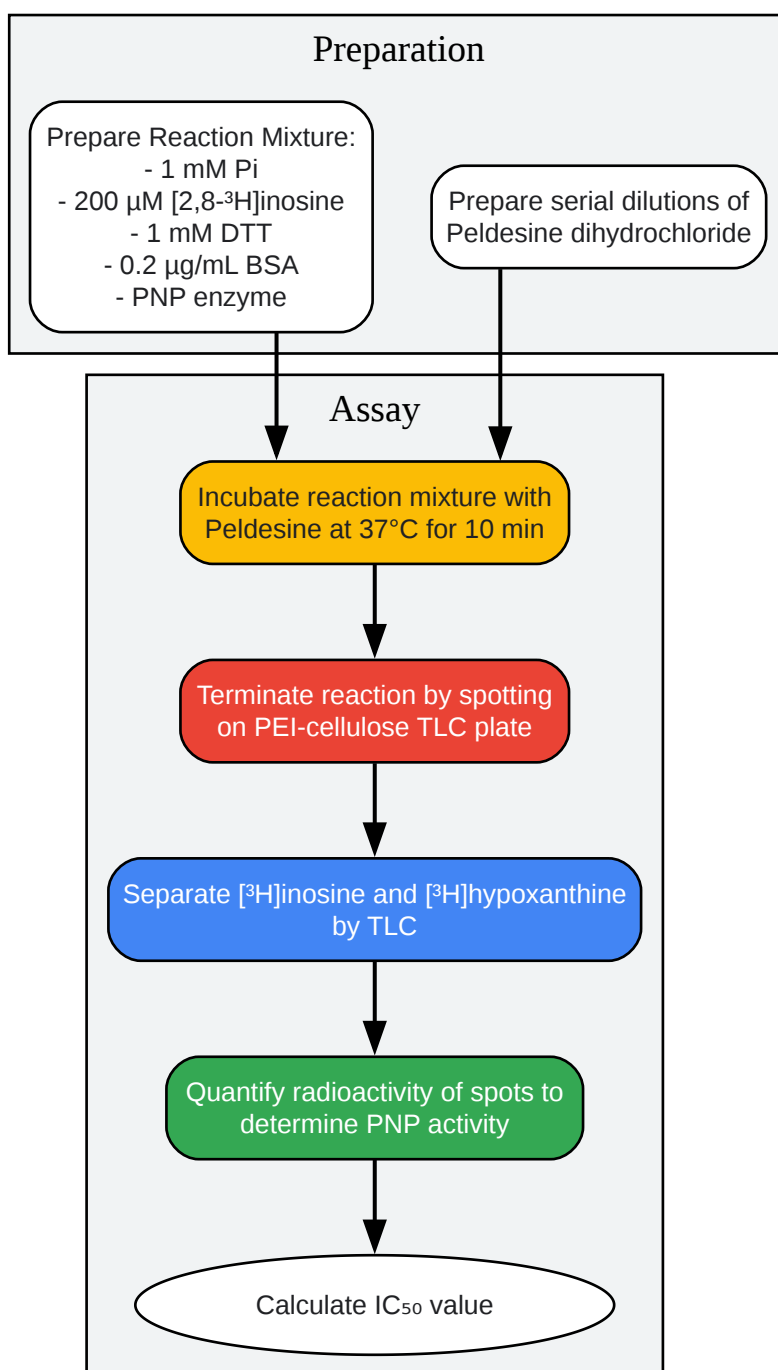 Preparation
Prepare Reaction Mixture:
- 1 mM Pi
- 200 µM [2,8-³H]inosine
- 1 mM DTT
- 0.2 µg/mL BSA
- PNP enzyme
Prepare serial dilutions of
Peldesine dihydrochloride
Assay
Incubate reaction mixture with
Peldesine at 37°C for 10 min
Terminate reaction by spotting
on PEI-cellulose TLC plate
Separate [³H]inosine and [³H]hypoxanthine
by TLC
Quantify radioactivity of spots to
determine PNP activity
Calculate IC₅₀ value